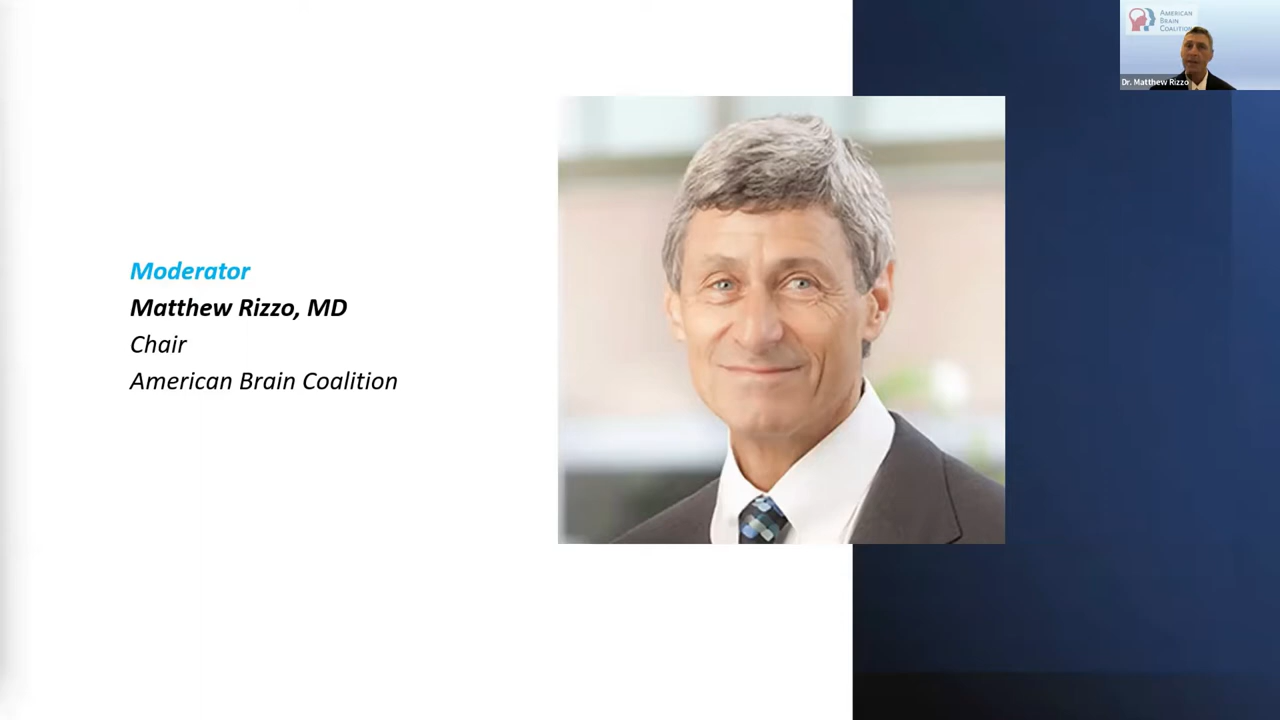 Moderator
Matthew Rizzo, MD
Chair
American Brain Coalition
AMERICAN
BRAIN
COALITION
Dr. Matthew Rizzo